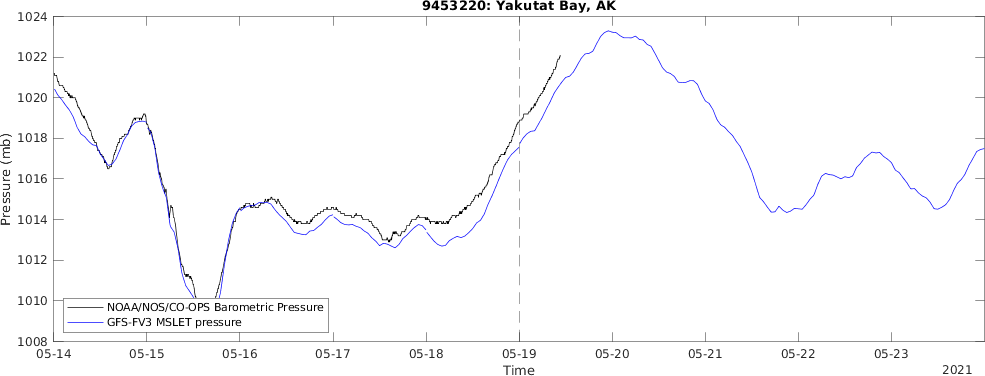 9453220: Yakutat Bay, AK
Pressure (mb)
1024
1022
1020
1018
1016
1014
1012
1010
1008
NOAA/NOS/CO-OPS Barometric Pressure
GFS-FV3 MSLET pressure
05-14 05-15 05-16 05-17 05-18 05-19 05-20 05-21 05-22 05-23
Time
2021